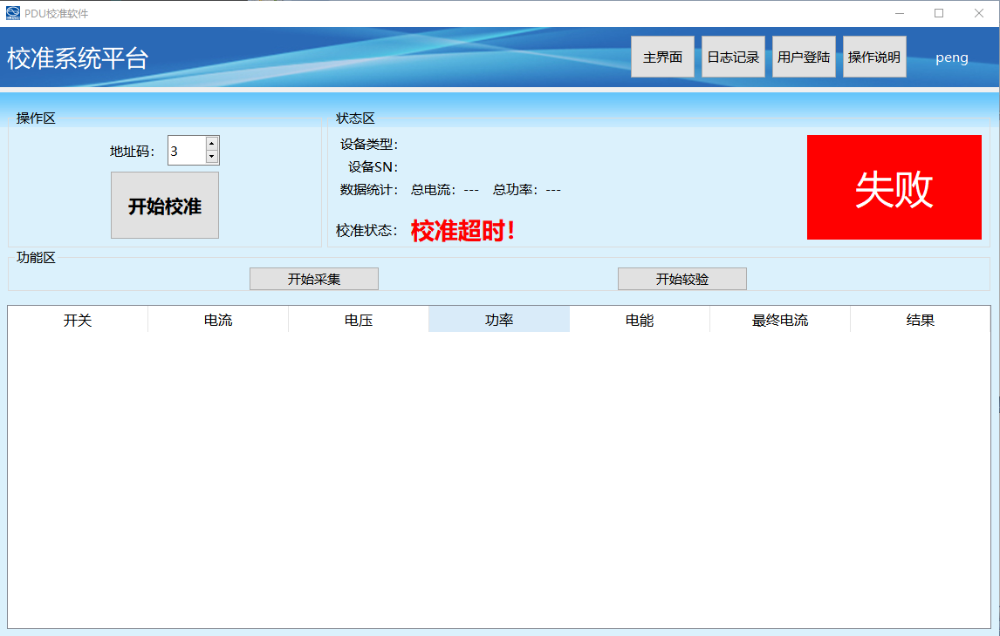 PDU校准软件
校准系统平台
主界面 日志记录 用户登陆 操作说明 peng
操作区
地址码： 3
开始校准
状态区
设备类型：
设备SN：
数据统计： 总电流：--- 总功率：---
校准状态： 校准超时！
失败
功能区
开始采集 开始较验
开关 电流 电压 功率 电能 最终电流 结果